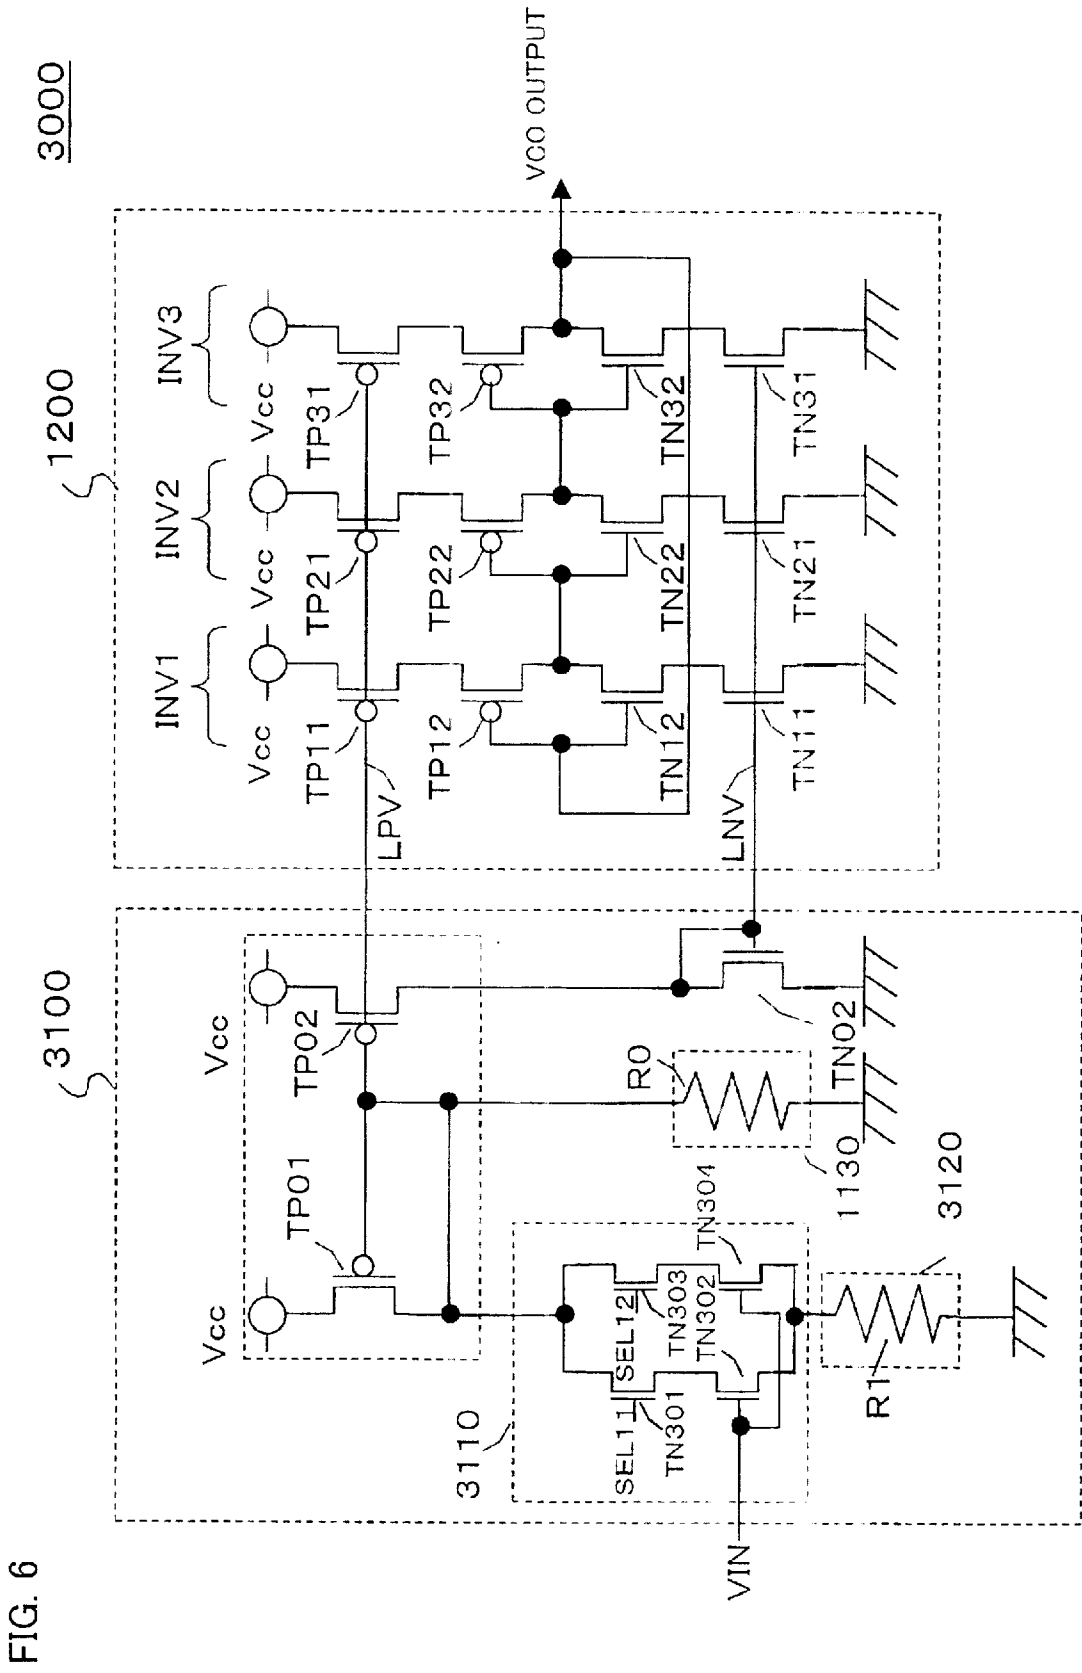 FIG. 6
3000
3100
1200
INV1
INV2
INV3
Vcc
Vcc
Vcc
Vcc
Vcc
TP01
TP02
TP11
TP21
TP31
LPV
TP12
TP22
TP32
VCO OUTPUT
3110
SEL11
TN301
SEL12
TN303
TN302
TN304
R0
1130
TN12
TN22
TN32
VIN
LNV
TN02
TN11
TN21
TN31
R1
3120